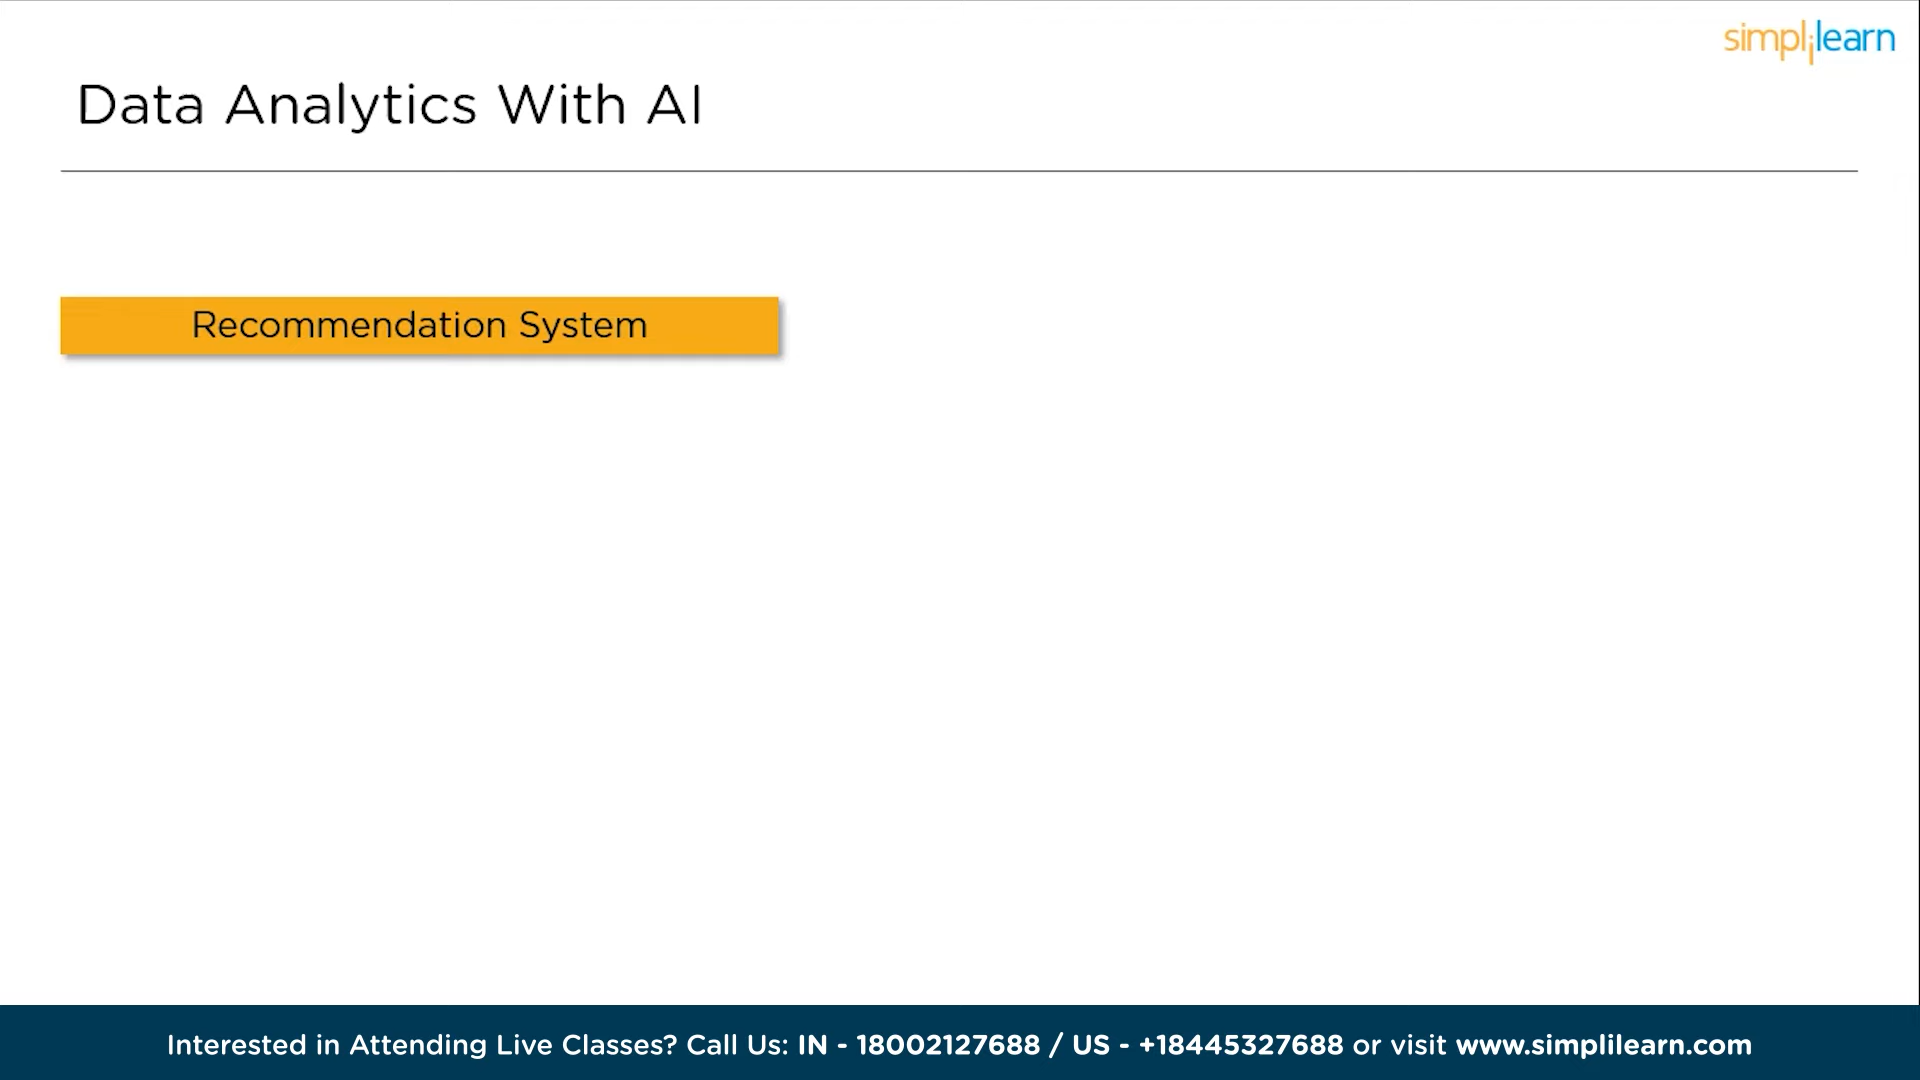 simplilearn
Data Analytics With AI
Recommendation System
Interested in Attending Live Classes? Call Us: IN - 18002127688 / US - +18445327688 or visit www.simplilearn.com